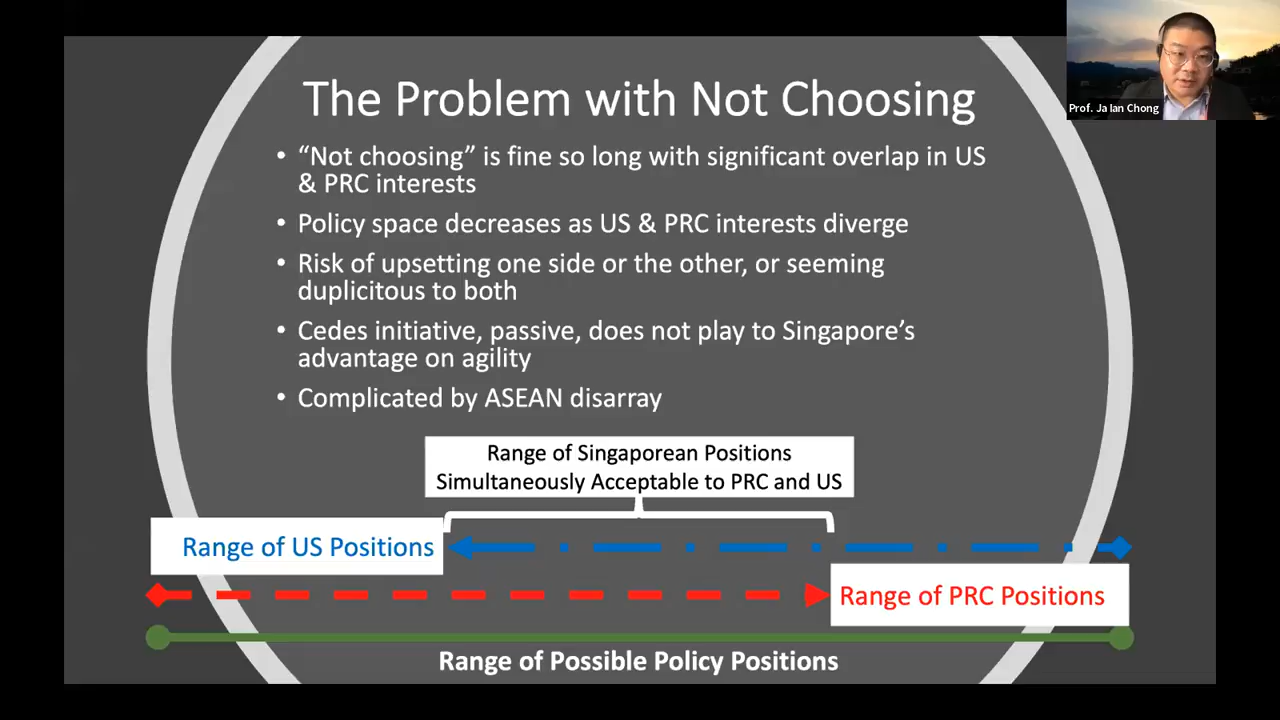 The Problem with Not Choosing
Prof. Ja Ian Chong
• “Not choosing” is fine so long with significant overlap in US
& PRC interests
• Policy space decreases as US & PRC interests diverge
• Risk of upsetting one side or the other, or seeming
duplicitous to both
• Cedes initiative, passive, does not play to Singapore’s
advantage on agility
• Complicated by ASEAN disarray
Range of Singaporean Positions
Simultaneously Acceptable to PRC and US
Range of US Positions
Range of PRC Positions
Range of Possible Policy Positions